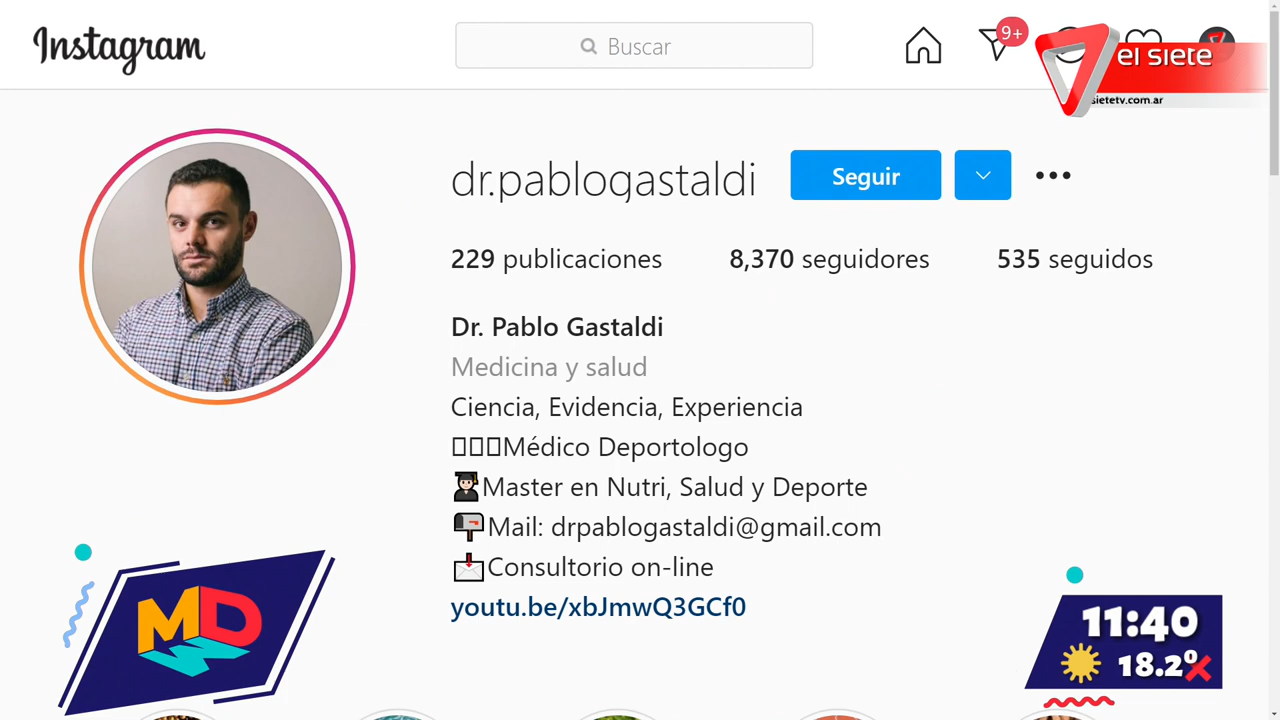 Instagram
Buscar
9+
el siete
sietetv.com.ar
dr.pablogastaldi
Seguir
229 publicaciones 8,370 seguidores 535 seguidos
Dr. Pablo Gastaldi
Medicina y salud
Ciencia, Evidencia, Experiencia
Médico Deportologo
Master en Nutri, Salud y Deporte
Mail: drpablogastaldi@gmail.com
Consultorio on-line
youtu.be/xbJmwQ3GCf0
MD
11:40
18.2º